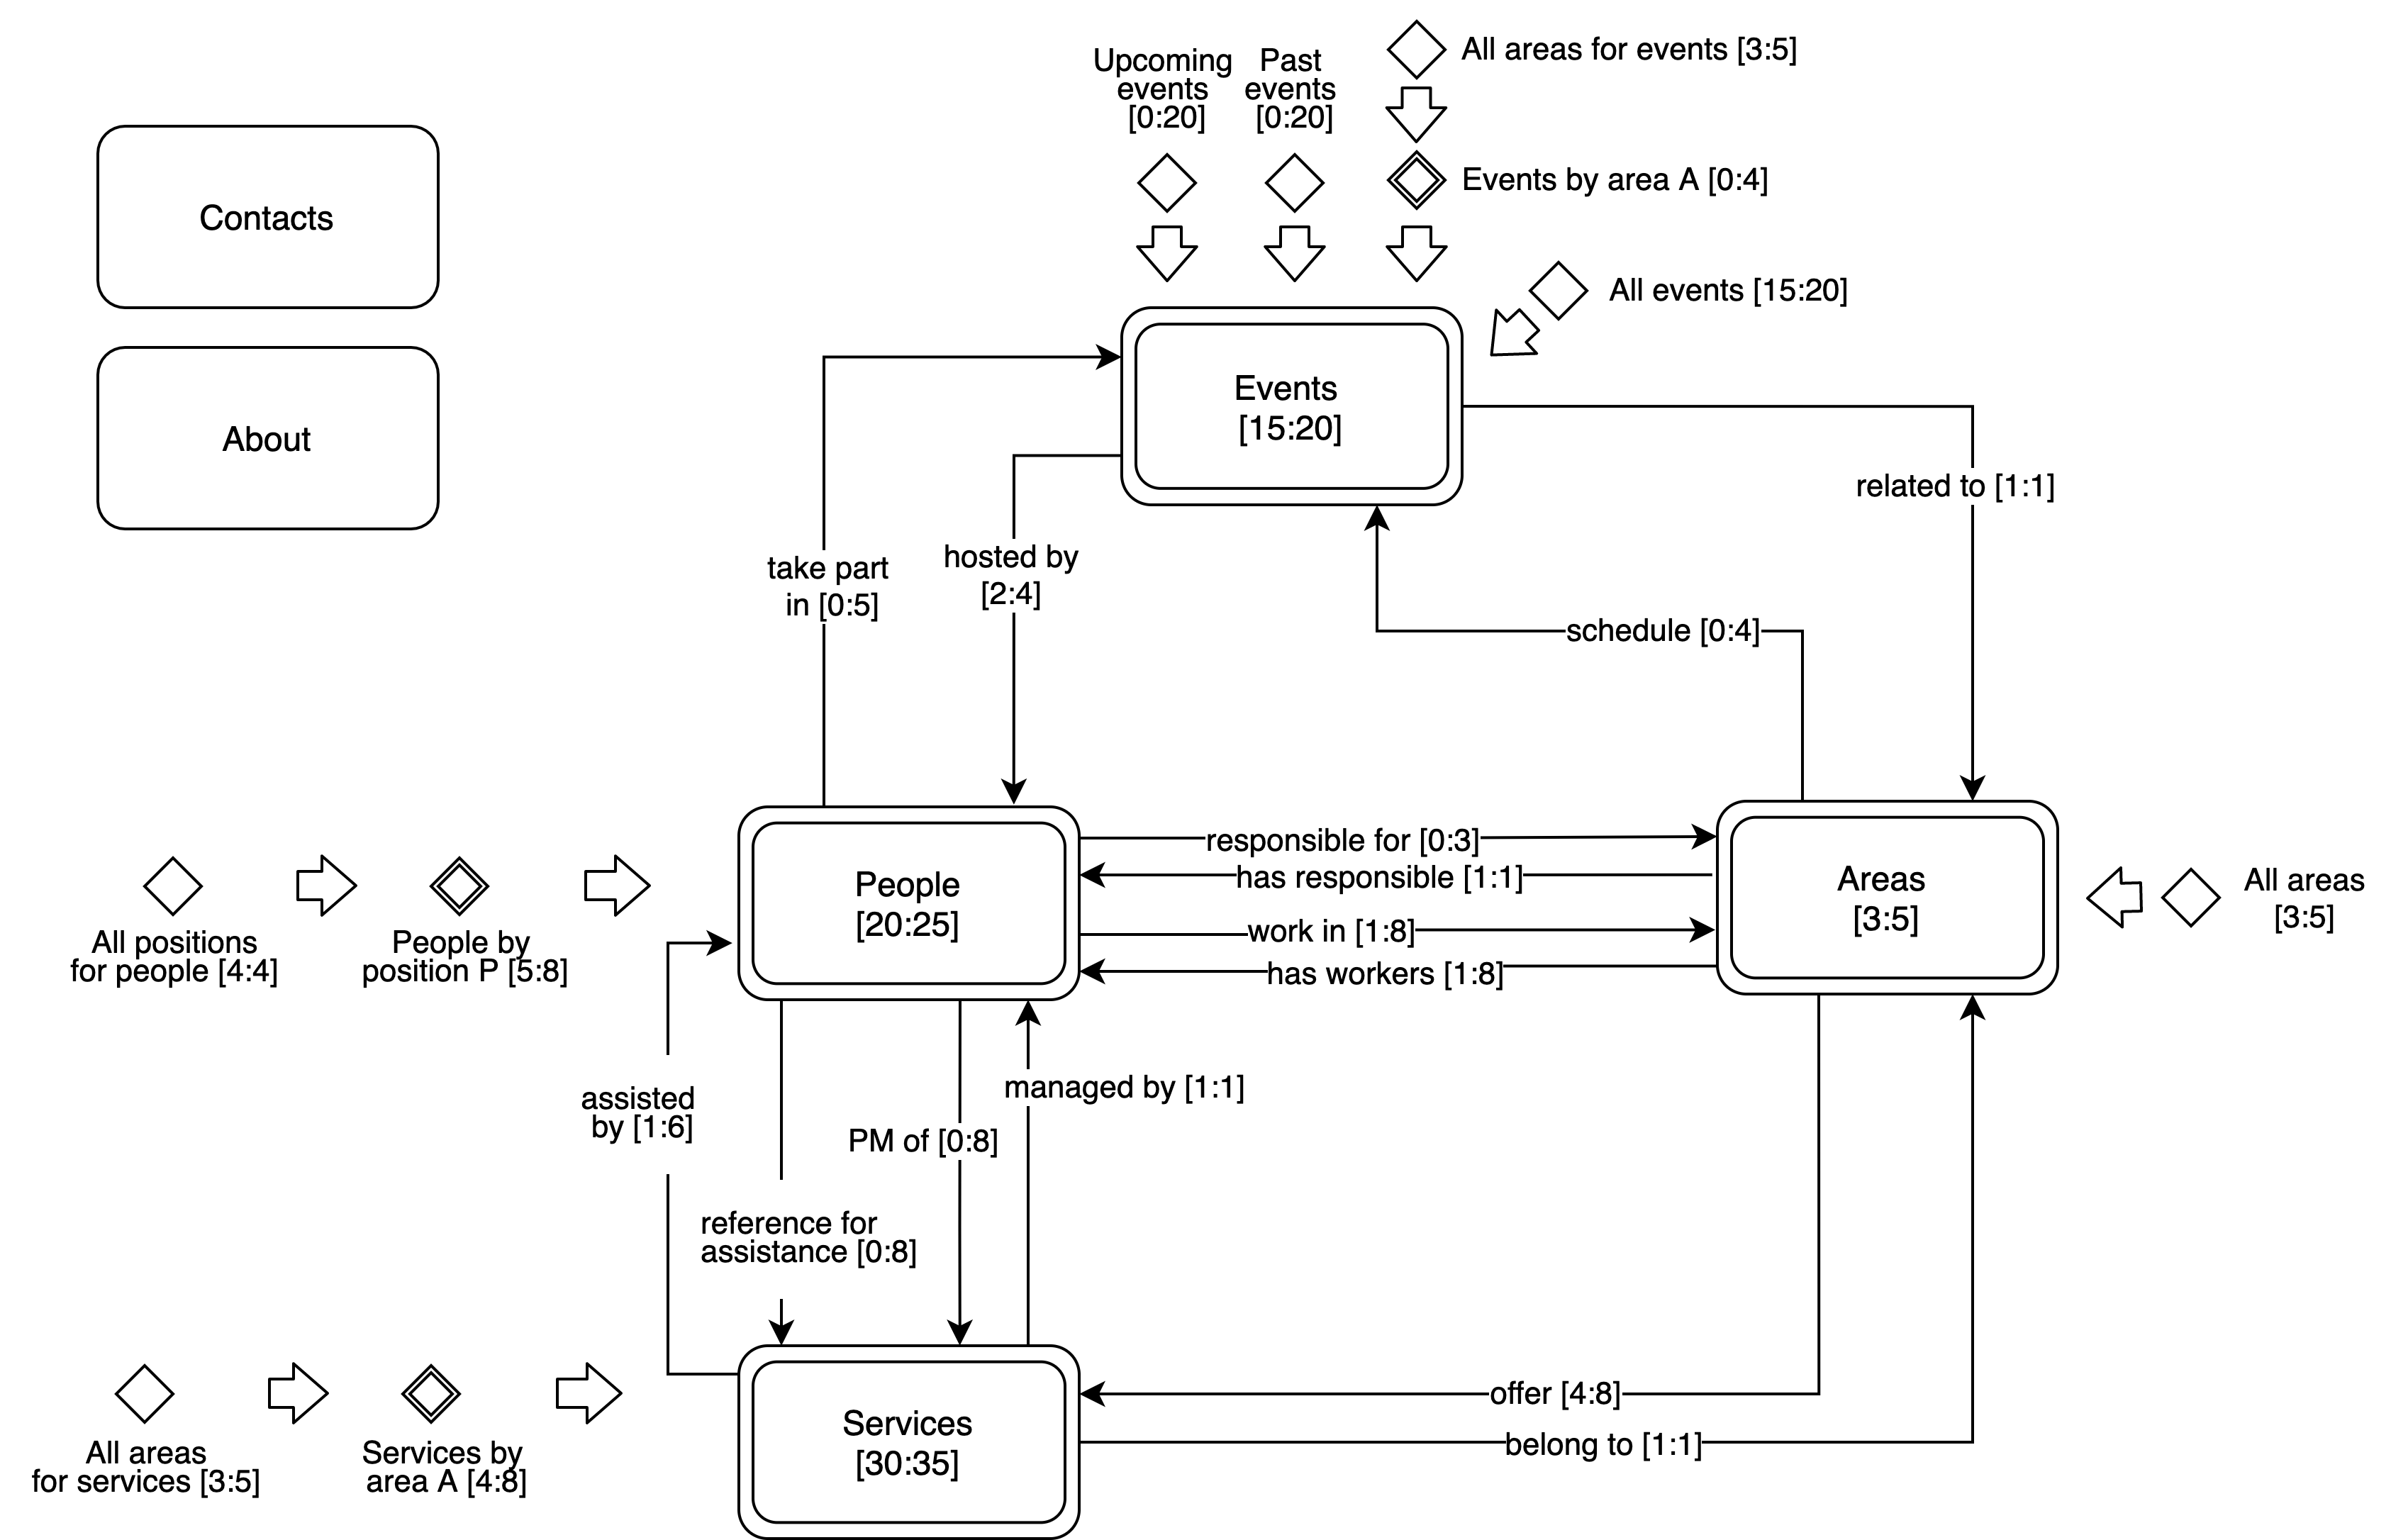 All areas for events [3:5]
Upcoming
events
[0:20]
Past
events
[0:20]
Events by area A [0:4]
Contacts
All events [15:20]
Events
[15:20]
About
related to [1:1]
take part
in [0:5]
hosted by
[2:4]
schedule [0:4]
responsible for [0:3]
has responsible [1:1]
work in [1:8]
has workers [1:8]
People
[20:25]
Areas
[3:5]
All areas
[3:5]
All positions
for people [4:4]
People by
position P [5:8]
assisted
by [1:6]
managed by [1:1]
PM of [0:8]
reference for
assistance [0:8]
offer [4:8]
belong to [1:1]
Services
[30:35]
All areas
for services [3:5]
Services by
area A [4:8]